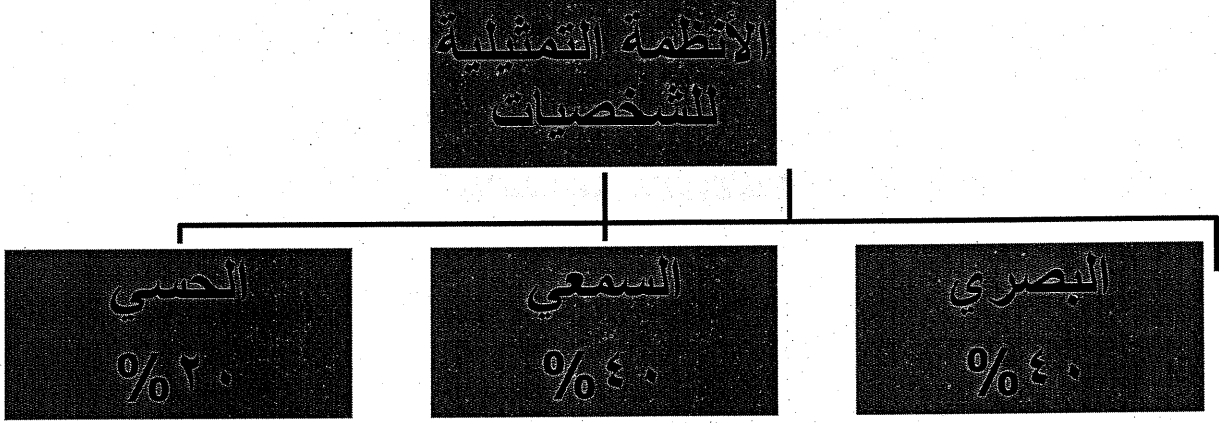 الأنظمة التمثيلية
للشخصيات
البصري
٤٠%
السمعي
٤٠%
الحسي
٢٠%